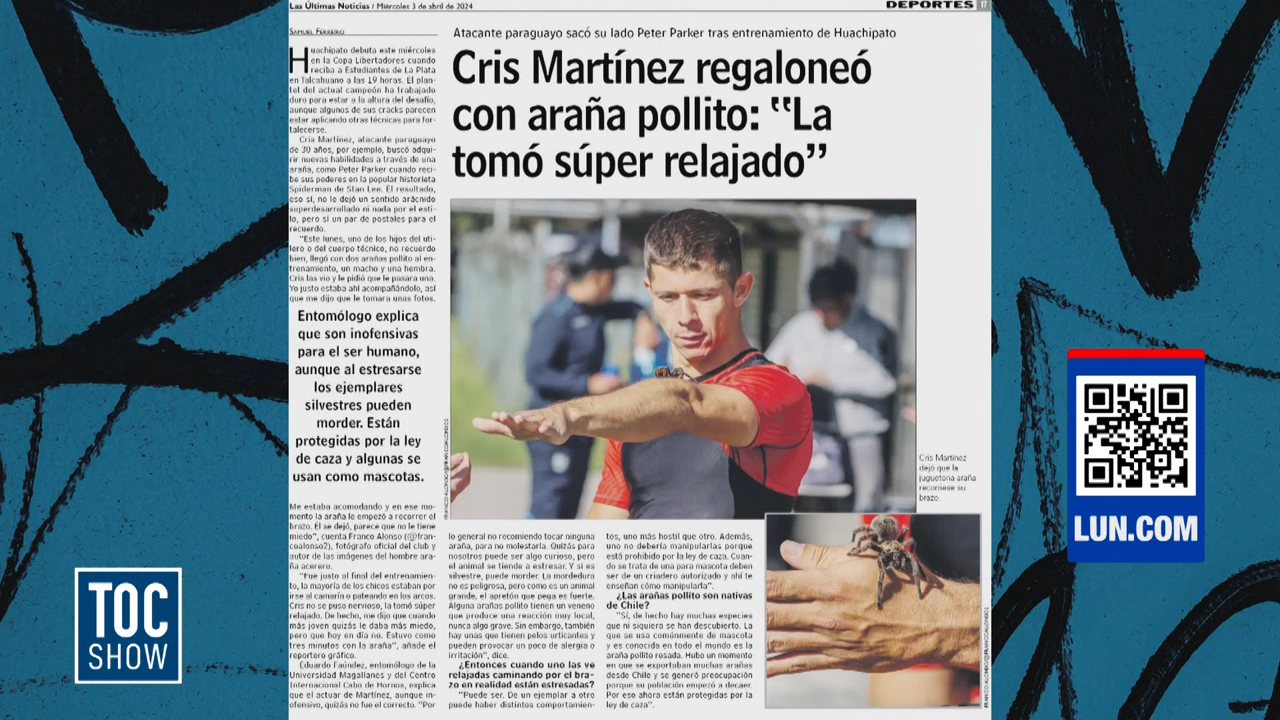 Las Últimas Noticias / Miércoles 3 de abril de 2024
DEPORTES 17
SAMUEL FERREIRO
Huachipato debuta este miércoles
en la Copa Libertadores cuando
reciba a Estudiantes de La Plata
en Talcahuano a las 19 horas. El plan-
tel del actual campeón ha trabajado
duro para estar a la altura del desafío,
aunque algunos de sus cracks parecen
estar aplicando otras técnicas para for-
talecerse.
Cris Martínez, atacante paraguayo
de 30 años, por ejemplo, buscó adqui-
rir nuevas habilidades a través de una
araña, como Peter Parker cuando reci-
be sus poderes en la popular historieta
Spiderman de Stan Lee. El resultado,
eso sí, no le dejó un sentido arácnido
superdesarrollado ni nada por el esti-
lo, pero sí un par de postales para el
recuerdo.
"Este lunes, uno de los hijos del uti-
lero o del cuerpo técnico, no recuerdo
bien, llegó con dos arañas pollito al en-
trenamiento, un macho y una hembra.
Cris las vio y le pidió que le pasara una.
Yo justo estaba ahí acompañándolo, así
que me dijo que le tomara unas fotos.
Entomólogo explica
que son inofensivas
para el ser humano,
aunque al estresarse
los ejemplares
silvestres pueden
morder. Están
protegidas por la ley
de caza y algunas se
usan como mascotas.
Me estaba acomodando y en ese mo-
mento la araña le empezó a recorrer el
brazo. Él se dejó, parece que no le tiene
miedo", cuenta Franco Alonso (@fran-
coalonso2), fotógrafo oficial del club y
autor de las imágenes del hombre ara-
ña acerero.
"Fue justo al final del entrenamien-
to, la mayoría de los chicos estaban por
irse al camarín o pateando en los arcos.
Cris no se puso nervioso, la tomó súper
relajado. De hecho, me dijo que cuando
más joven quizás le daba más miedo,
pero que hoy en día no. Estuvo como
tres minutos con la araña", añade el
reportero gráfico.
Eduardo Faúndez, entomólogo de la
Universidad Magallanes y del Centro
Internacional Cabo de Hornos, explica
que el actuar de Martínez, aunque in-
ofensivo, quizás no fue el correcto. "Por
Atacante paraguayo sacó su lado Peter Parker tras entrenamiento de Huachipato
Cris Martínez regaloneó
con araña pollito: "La
tomó súper relajado"
Cris Martínez
dejó que la
juguetona araña
recorriese su
brazo.
lo general no recomiendo tocar ninguna
araña, para no molestarla. Quizás para
nosotros puede ser algo curioso, pero
el animal se tiende a estresar. Y si es
silvestre, puede morder. La mordedura
no es peligrosa, pero como es un animal
grande, el apretón que pega es fuerte.
Alguna arañas pollito tienen un veneno
que produce una reacción muy local,
nunca algo grave. Sin embargo, también
hay unas que tienen pelos urticantes y
pueden provocar un poco de alergia o
irritación", dice.
¿Entonces cuando uno las ve
relajadas caminando por el bra-
zo en realidad están estresadas?
"Puede ser. De un ejemplar a otro
puede haber distintos comportamien-
tos, uno más hostil que otro. Además,
uno no debería manipularlas porque
está prohibido por la ley de caza. Cuan-
do se trata de una para mascota deben
ser de un criadero autorizado y ahí te
enseñan cómo manipularla".
¿Las arañas pollito son nativas
de Chile?
"Sí, de hecho hay muchas especies
que ni siquiera se han descubierto. La
que se usa comúnmente de mascota
y es conocida en todo el mundo es la
araña pollito rosada. Hubo un momento
en que se exportaban muchas arañas
desde Chile y se generó preocupación
porque su población empezó a decaer.
Por eso ahora están protegidas por la
ley de caza".
FRANCO ALONSO/@FRANCOALONSO2
FRANCO ALONSO/@FRANCOALONSO2
TOC
SHOW
LUN.COM